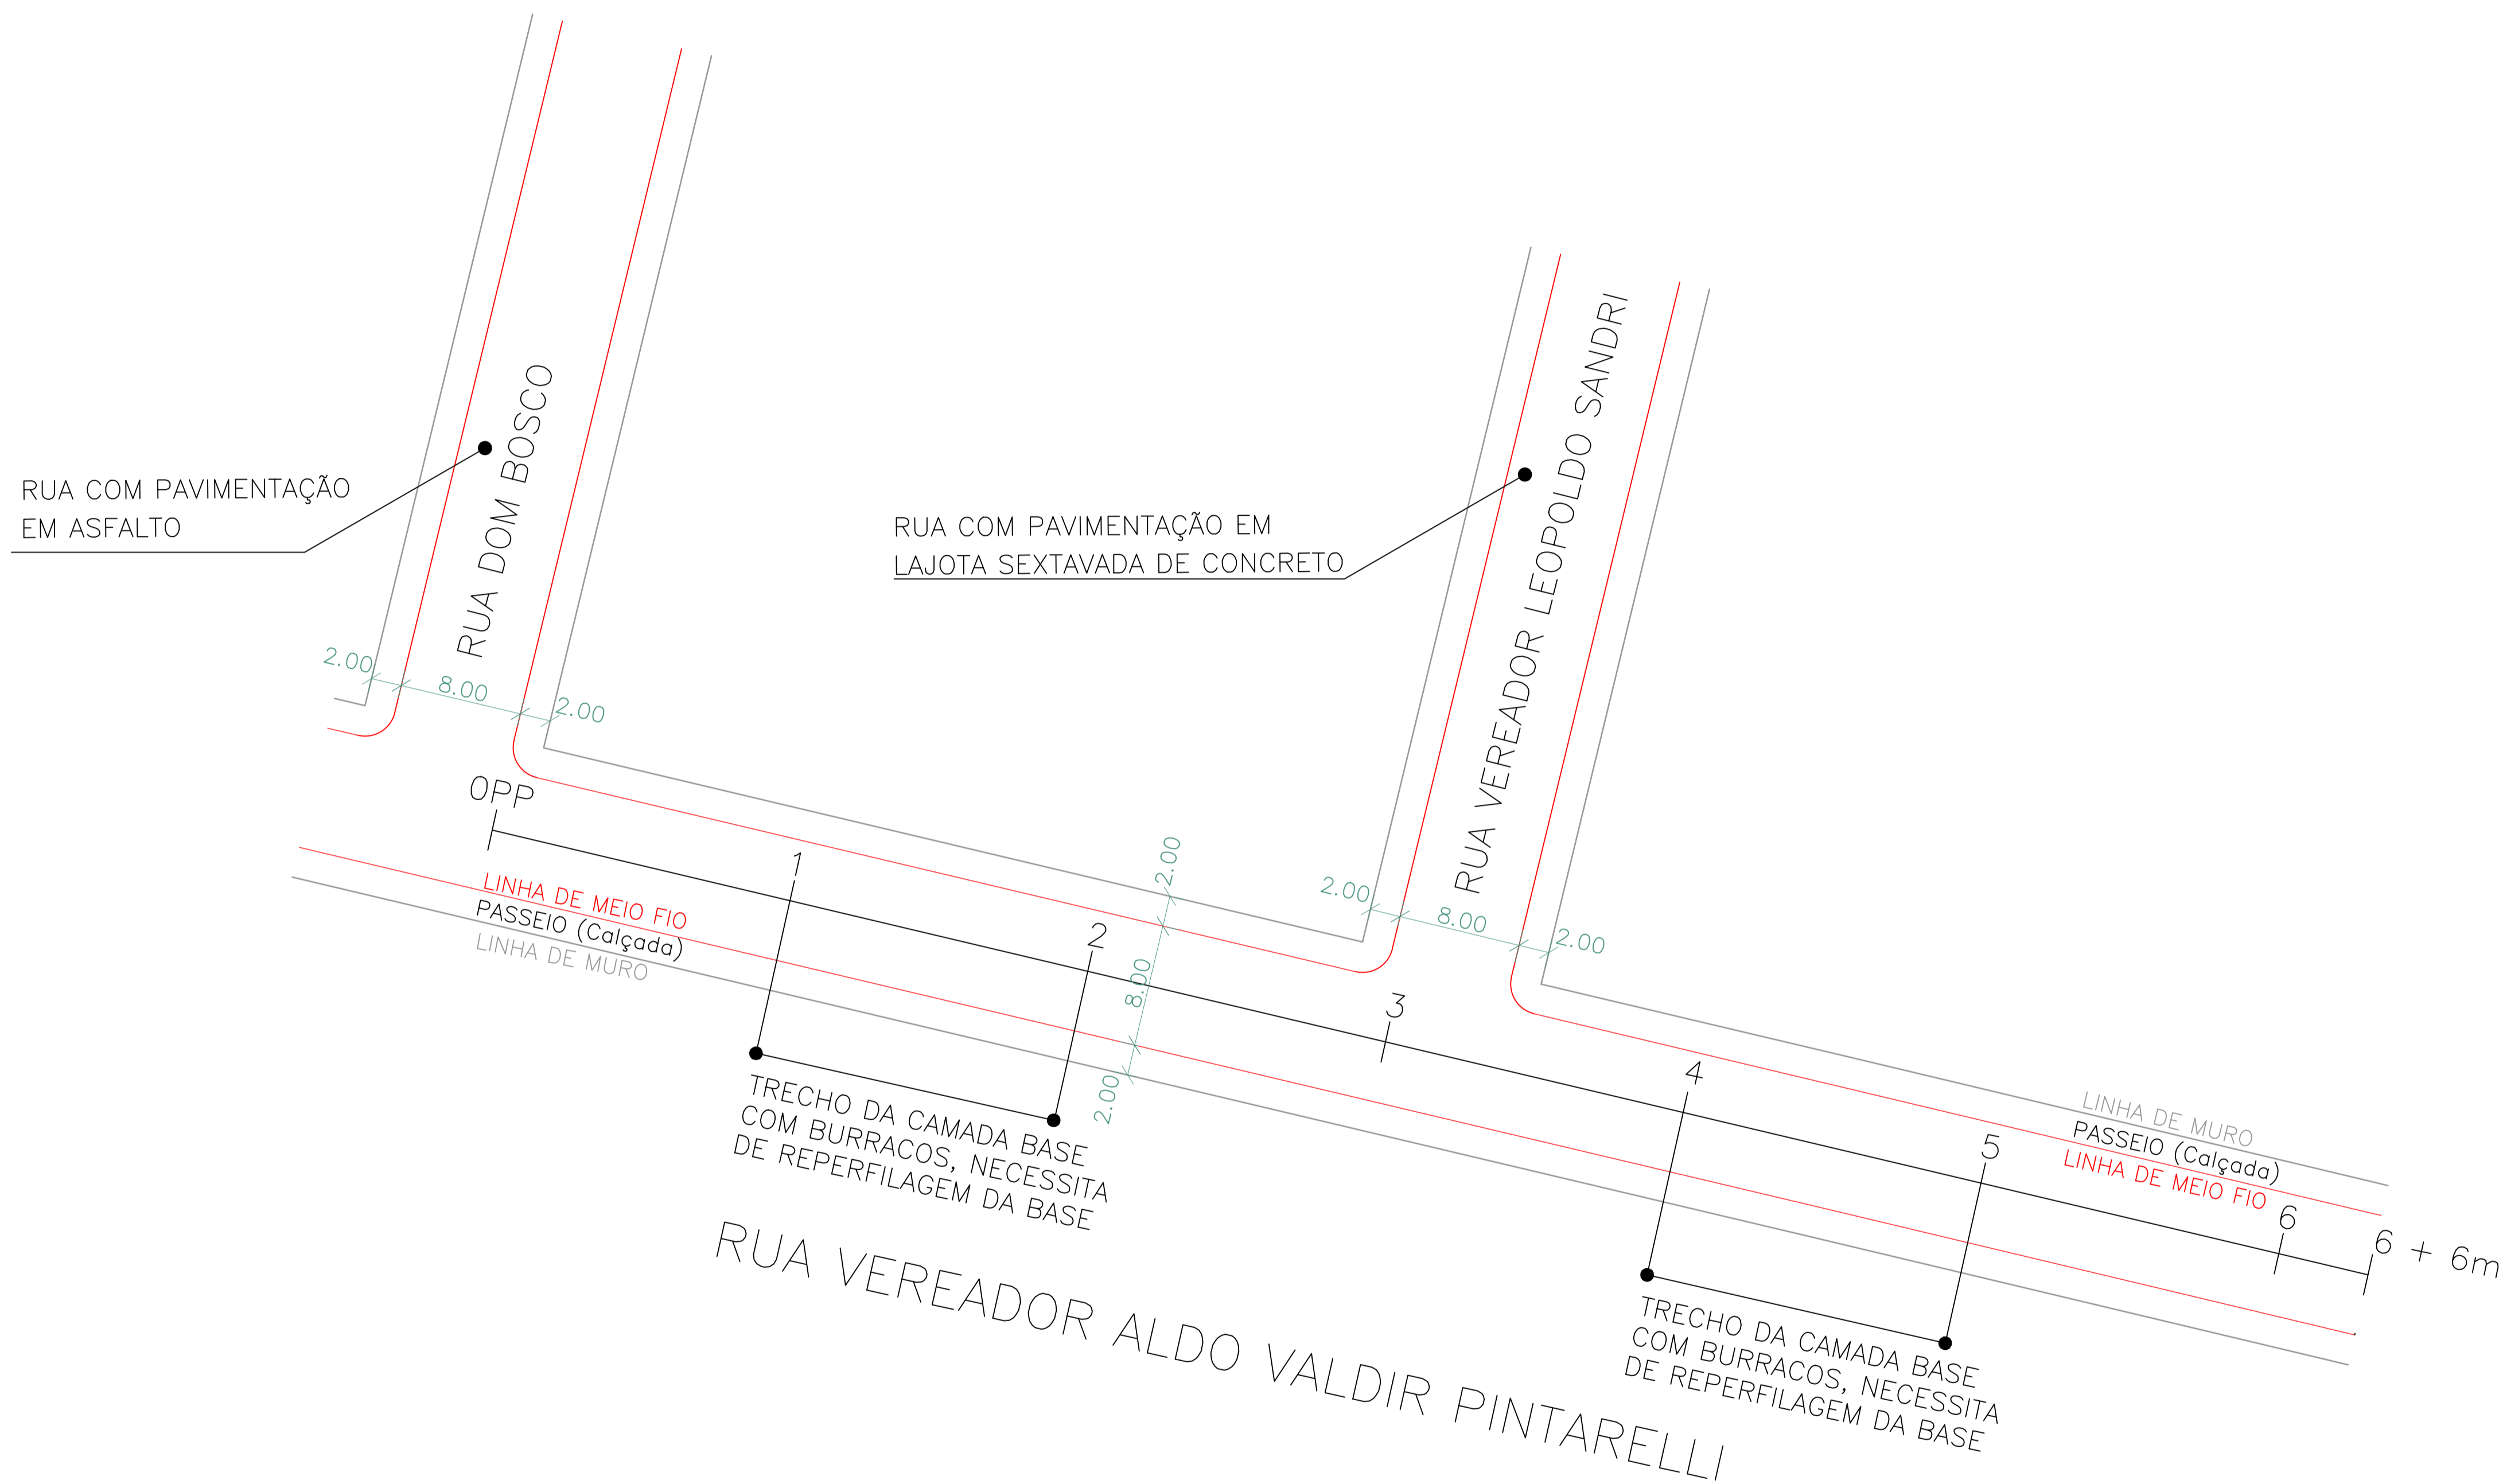 RUA COM PAVIMENTAÇÃO
EM ASFALTO
RUA DOM BOSCO
RUA COM PAVIMENTAÇÃO EM
LAJOTA SEXTAVADA DE CONCRETO
RUA VEREADOR LEOPOLDO SANDRI
2.00
8.00
2.00
0PP
1
2
2.00
8.00
2.00
2.00
8.00
2.00
3
4
5
6
6 + 6m
LINHA DE MEIO FIO
PASSEIO (Calçada)
LINHA DE MURO
LINHA DE MURO
PASSEIO (Calçada)
LINHA DE MEIO FIO
TRECHO DA CAMADA BASE
COM BURRACOS, NECESSITA
DE REPERFILAGEM DA BASE
TRECHO DA CAMADA BASE
COM BURRACOS, NECESSITA
DE REPERFILAGEM DA BASE
RUA VEREADOR ALDO VALDIR PINTARELLI